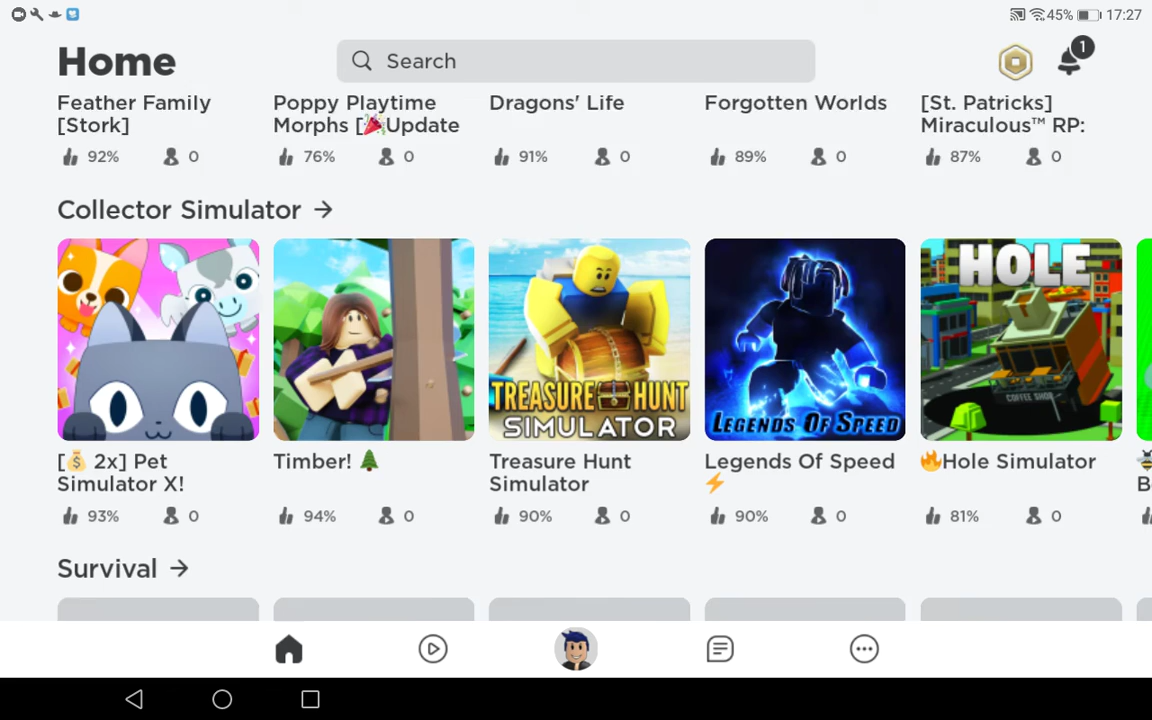 45% 17:27
Home
Search
1
Feather Family
[Stork]
92% 0
Poppy Playtime
Morphs [🎉Update
76% 0
Dragons' Life
91% 0
Forgotten Worlds
89% 0
[St. Patricks]
Miraculous™ RP:
87% 0
Collector Simulator →
TREASURE HUNT
SIMULATOR
LEGENDS OF SPEED
HOLE
COFFEE SHOP
[💰 2x] Pet
Simulator X!
93% 0
Timber! 🌲
94% 0
Treasure Hunt
Simulator
90% 0
Legends Of Speed
⚡
90% 0
🔥Hole Simulator
81% 0
🐝
B
Survival →